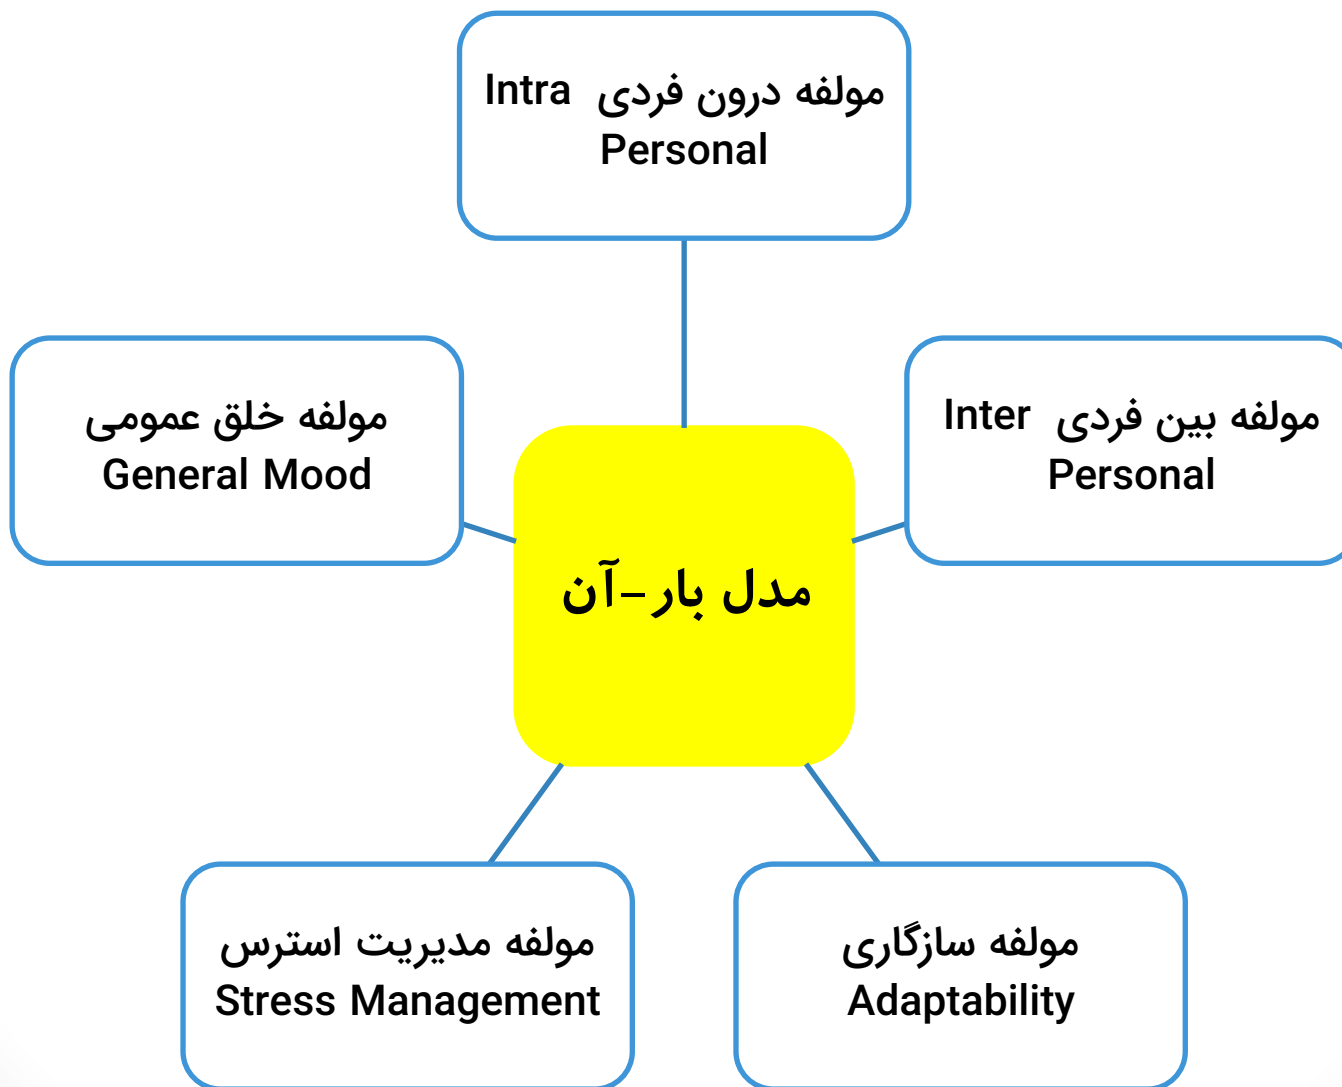 مولفه درون فردی Intra
Personal
مولفه خلق عمومی
General Mood
مولفه بین فردی Inter
Personal
مدل بار-آن
مولفه مدیریت استرس
Stress Management
مولفه سازگاری
Adaptability